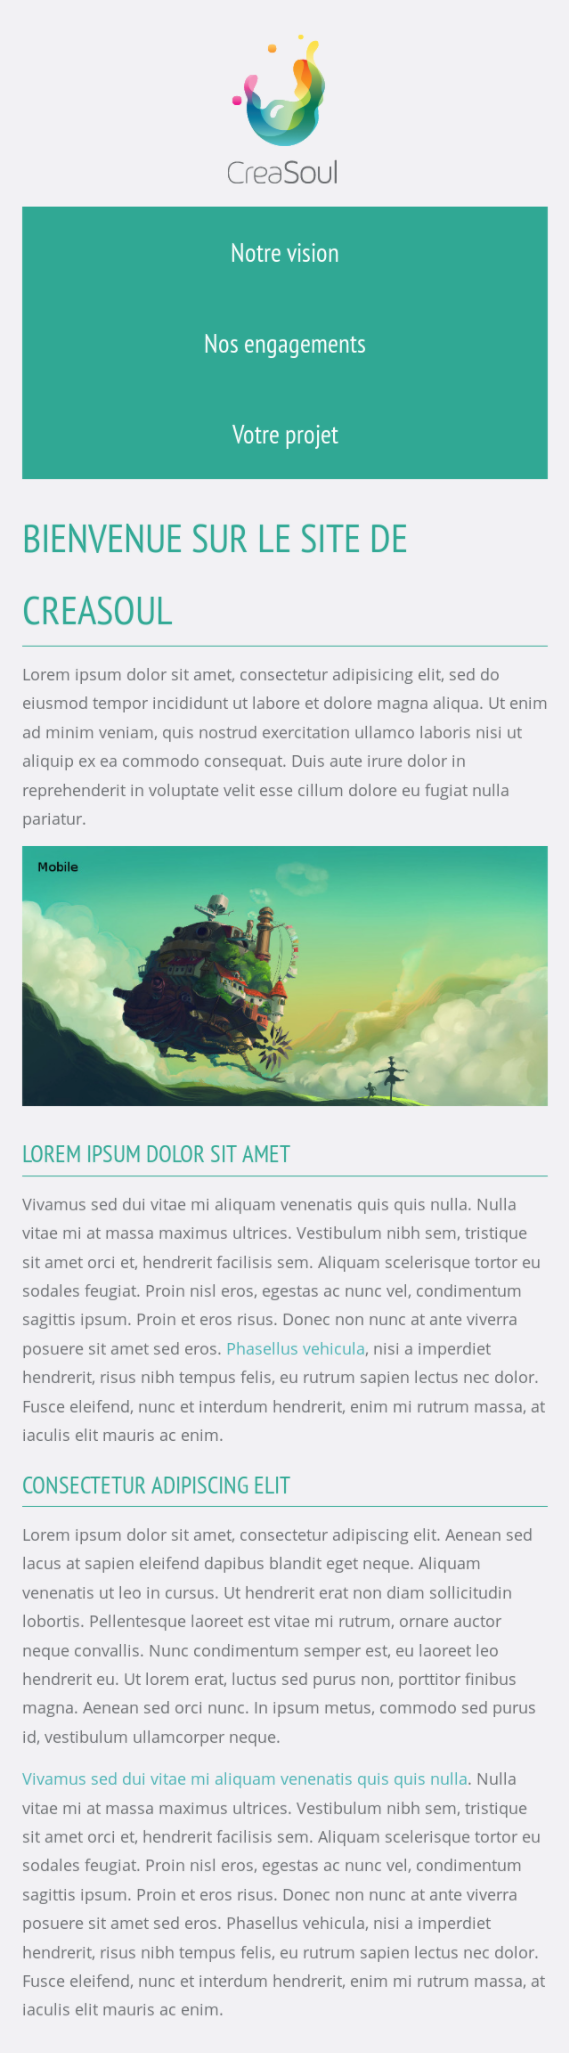 CreaSoul
Notre vision
Nos engagements
Votre projet
BIENVENUE SUR LE SITE DE
CREASOUL
Lorem ipsum dolor sit amet, consectetur adipisicing elit, sed do
eiusmod tempor incididunt ut labore et dolore magna aliqua. Ut enim
ad minim veniam, quis nostrud exercitation ullamco laboris nisi ut
aliquip ex ea commodo consequat. Duis aute irure dolor in
reprehenderit in voluptate velit esse cillum dolore eu fugiat nulla
pariatur.
Mobile
LOREM IPSUM DOLOR SIT AMET
Vivamus sed dui vitae mi aliquam venenatis quis quis nulla. Nulla
vitae mi at massa maximus ultrices. Vestibulum nibh sem, tristique
sit amet orci et, hendrerit facilisis sem. Aliquam scelerisque tortor eu
sodales feugiat. Proin nisl eros, egestas ac nunc vel, condimentum
sagittis ipsum. Proin et eros risus. Donec non nunc at ante viverra
posuere sit amet sed eros. Phasellus vehicula, nisi a imperdiet
hendrerit, risus nibh tempus felis, eu rutrum sapien lectus nec dolor.
Fusce eleifend, nunc et interdum hendrerit, enim mi rutrum massa, at
iaculis elit mauris ac enim.
CONSECTETUR ADIPISCING ELIT
Lorem ipsum dolor sit amet, consectetur adipiscing elit. Aenean sed
lacus at sapien eleifend dapibus blandit eget neque. Aliquam
venenatis ut leo in cursus. Ut hendrerit erat non diam sollicitudin
lobortis. Pellentesque laoreet est vitae mi rutrum, ornare auctor
neque convallis. Nunc condimentum semper est, eu laoreet leo
hendrerit eu. Ut lorem erat, luctus sed purus non, porttitor finibus
magna. Aenean sed orci nunc. In ipsum metus, commodo sed purus
id, vestibulum ullamcorper neque.
Vivamus sed dui vitae mi aliquam venenatis quis quis nulla. Nulla
vitae mi at massa maximus ultrices. Vestibulum nibh sem, tristique
sit amet orci et, hendrerit facilisis sem. Aliquam scelerisque tortor eu
sodales feugiat. Proin nisl eros, egestas ac nunc vel, condimentum
sagittis ipsum. Proin et eros risus. Donec non nunc at ante viverra
posuere sit amet sed eros. Phasellus vehicula, nisi a imperdiet
hendrerit, risus nibh tempus felis, eu rutrum sapien lectus nec dolor.
Fusce eleifend, nunc et interdum hendrerit, enim mi rutrum massa, at
iaculis elit mauris ac enim.